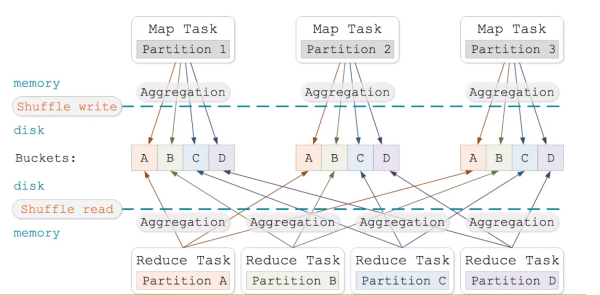 Map Task Map Task Map Task
Partition 1 Partition 2 Partition 3
memory
Aggregation Aggregation Aggregation
Shuffle write
disk
Buckets: A B C D A B C D A B C D
disk
Shuffle read
Aggregation Aggregation Aggregation Aggregation
memory
Reduce Task Reduce Task Reduce Task Reduce Task
Partition A Partition B Partition C Partition D